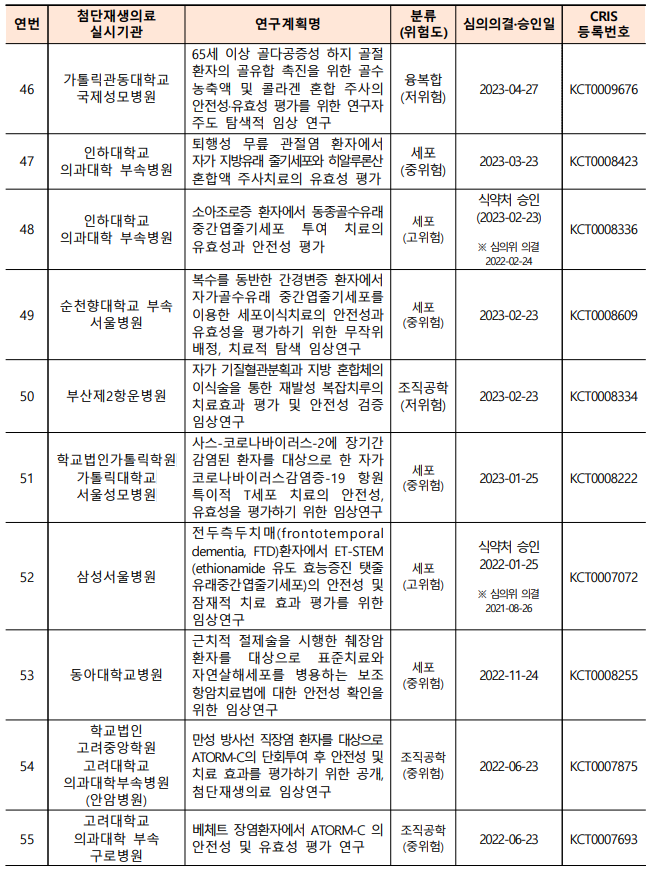 연번
첨단재생의료
실시기관
연구계획명
분류
(위험도)
심의의결·승인일
CRIS
등록번호
46
가톨릭관동대학교
국제성모병원
65세 이상 골다공증성 하지 골절
환자의 골유합 촉진을 위한 골수
농축액 및 콜라겐 혼합 주사의
안전성·유효성 평가를 위한 연구자
주도 탐색적 임상 연구
융복합
(저위험)
2023-04-27
KCT0009676
47
인하대학교
의과대학 부속병원
퇴행성 무릎 관절염 환자에서
자가 지방유래 줄기세포와 히알루론산
혼합액 주사치료의 유효성 평가
세포
(중위험)
2023-03-23
KCT0008423
48
인하대학교
의과대학 부속병원
소아조로증 환자에서 동종골수유래
중간엽줄기세포 투여 치료의
유효성과 안전성 평가
세포
(고위험)
식약처 승인
(2023-02-23)
※ 심의위 의결
2022-02-24
KCT0008336
49
순천향대학교 부속
서울병원
복수를 동반한 간경변증 환자에서
자가골수유래 중간엽줄기세포를
이용한 세포이식치료의 안전성과
유효성을 평가하기 위한 무작위
배정, 치료적 탐색 임상연구
세포
(중위험)
2023-02-23
KCT0008609
50
부산제2항운병원
자가 기질혈관분획과 지방 혼합체의
이식술을 통한 재발성 복잡치루의
치료효과 평가 및 안전성 검증
임상연구
조직공학
(저위험)
2023-02-23
KCT0008334
51
학교법인가톨릭학원
가톨릭대학교
서울성모병원
사스-코로나바이러스-2에 장기간
감염된 환자를 대상으로 한 자가
코로나바이러스감염증-19 항원
특이적 T세포 치료의 안전성,
유효성을 평가하기 위한 임상연구
세포
(중위험)
2023-01-25
KCT0008222
52
삼성서울병원
전두측두치매(frontotemporal
dementia, FTD)환자에서 ET-STEM
(ethionamide 유도 효능증진 탯줄
유래중간엽줄기세포)의 안전성 및
잠재적 치료 효과 평가를 위한
임상연구
세포
(고위험)
식약처 승인
2022-01-25
※ 심의위 의결
2021-08-26
KCT0007072
53
동아대학교병원
근치적 절제술을 시행한 췌장암
환자를 대상으로 표준치료와
자연살해세포를 병용하는 보조
항암치료법에 대한 안전성 확인을
위한 임상연구
세포
(중위험)
2022-11-24
KCT0008255
54
학교법인
고려중앙학원
고려대학교
의과대학부속병원
(안암병원)
만성 방사선 직장염 환자를 대상으로
ATORM-C의 단회투여 후 안전성 및
치료 효과를 평가하기 위한 공개,
첨단재생의료 임상연구
조직공학
(중위험)
2022-06-23
KCT0007875
55
고려대학교
의과대학 부속
구로병원
베체트 장염환자에서 ATORM-C 의
안전성 및 유효성 평가 연구
조직공학
(중위험)
2022-06-23
KCT0007693